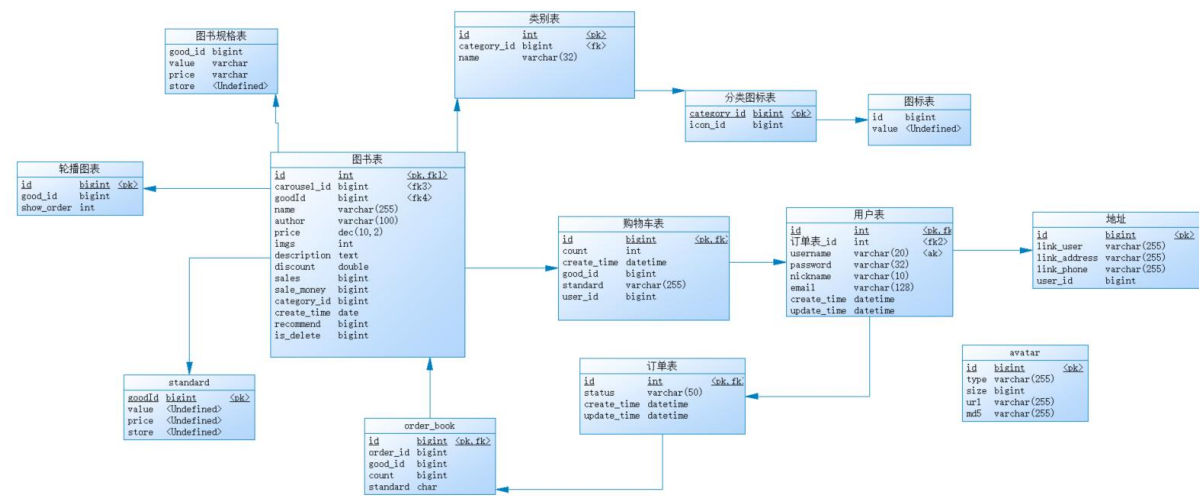 类别表
id int <pk>
category_id bigint <fk>
name varchar(32)
图书规格表
good_id bigint
value varchar
price varchar
store <Undefined>
分类图标表
category_id bigint <pk>
icon_id bigint
图标表
id bigint
value <Undefined>
轮播图表
id bigint <pk>
good_id bigint
show_order int
图书表
id int <pk,fk1>
carousel_id bigint <fk3>
goodId bigint <fk4>
name varchar(255)
author varchar(100)
price dec(10,2)
imgs int
description text
discount double
sales bigint
sale_money bigint
category_id bigint
create_time date
recommend bigint
is_delete bigint
购物车表
id bigint <pk,fk
count int
create_time datetime
good_id bigint
standard varchar(255)
user_id bigint
用户表
id int <pk,fk
订单表_id int <fk2>
username varchar(20) <ak>
password varchar(32)
nickname varchar(10)
email varchar(128)
create_time datetime
update_time datetime
地址
id bigint <pk>
link_user varchar(255)
link_address varchar(255)
link_phone varchar(255)
user_id bigint
standard
goodId bigint <pk>
value <Undefined>
price <Undefined>
store <Undefined>
订单表
id int <pk,fk
status varchar(50)
create_time datetime
update_time datetime
avatar
id bigint <pk>
type varchar(255)
size bigint
url varchar(255)
md5 varchar(255)
order_book
id bigint <pk,fk>
order_id bigint
good_id bigint
count bigint
standard char